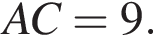 AC = 9.